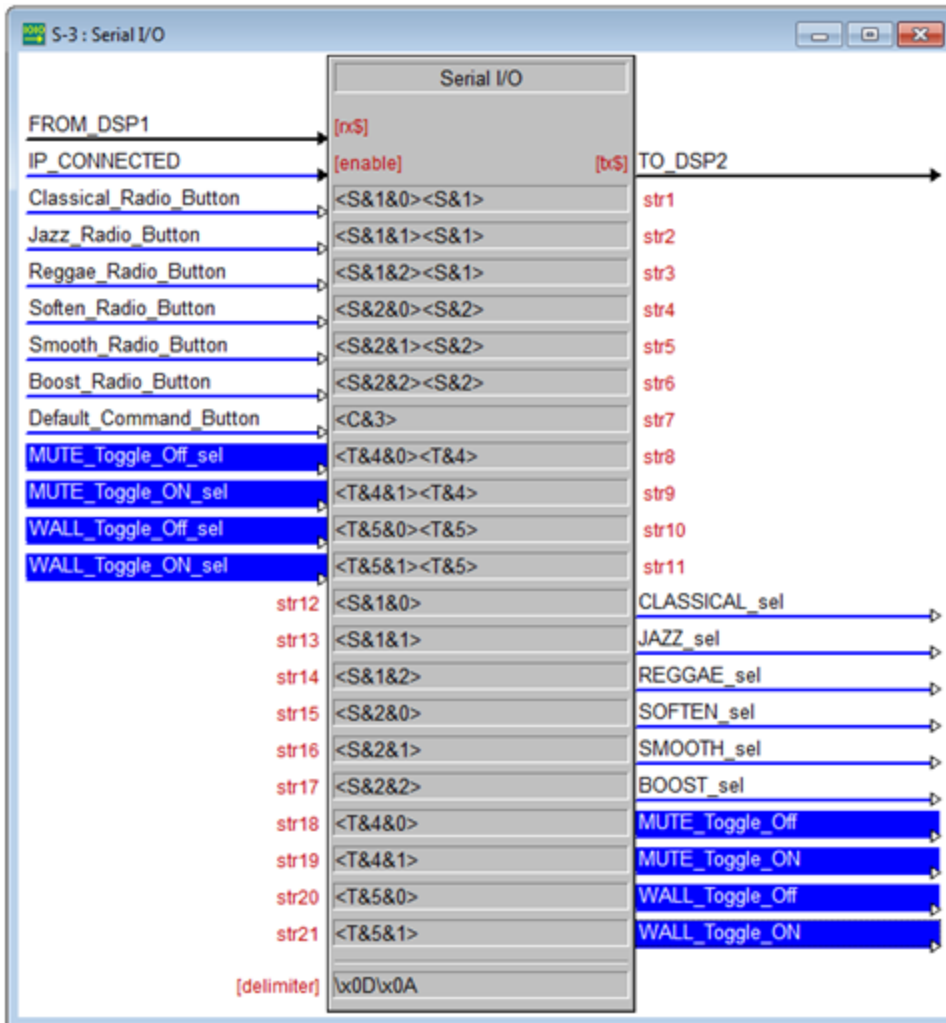 S-3 : Serial I/O
Serial I/O
FROM_DSP1 [rx$]
IP_CONNECTED [enable] [tx$] TO_DSP2
Classical_Radio_Button <S&1&0><S&1> str1
Jazz_Radio_Button <S&1&1><S&1> str2
Reggae_Radio_Button <S&1&2><S&1> str3
Soften_Radio_Button <S&2&0><S&2> str4
Smooth_Radio_Button <S&2&1><S&2> str5
Boost_Radio_Button <S&2&2><S&2> str6
Default_Command_Button <C&3> str7
MUTE_Toggle_Off_sel <T&4&0><T&4> str8
MUTE_Toggle_ON_sel <T&4&1><T&4> str9
WALL_Toggle_Off_sel <T&5&0><T&5> str10
WALL_Toggle_ON_sel <T&5&1><T&5> str11
str12 <S&1&0> CLASSICAL_sel
str13 <S&1&1> JAZZ_sel
str14 <S&1&2> REGGAE_sel
str15 <S&2&0> SOFTEN_sel
str16 <S&2&1> SMOOTH_sel
str17 <S&2&2> BOOST_sel
str18 <T&4&0> MUTE_Toggle_Off
str19 <T&4&1> MUTE_Toggle_ON
str20 <T&5&0> WALL_Toggle_Off
str21 <T&5&1> WALL_Toggle_ON
[delimiter] \x0D\x0A